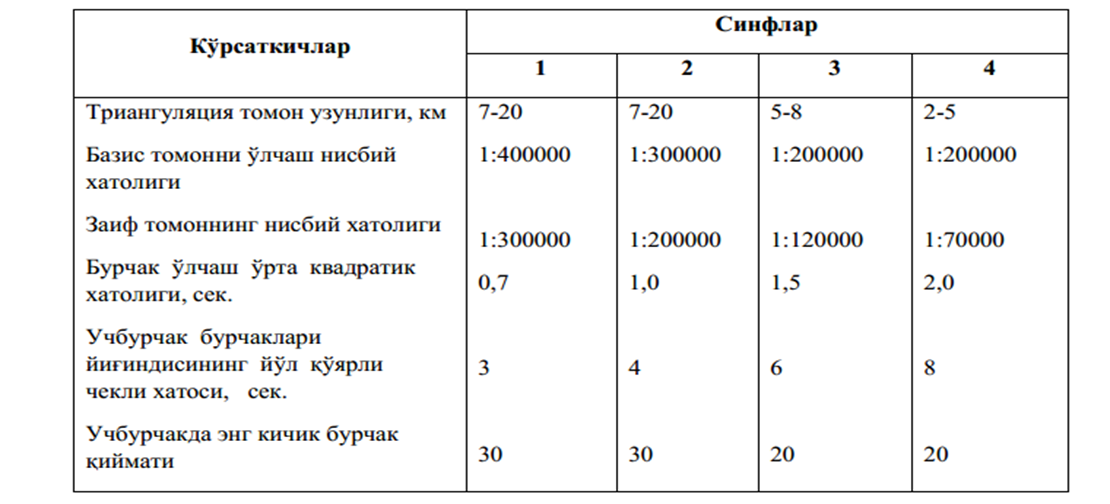 Кўрсаткичлар
Синфлар
1 2 3 4
Триангуляция томон узунлиги, км 7-20 7-20 5-8 2-5
Базис томонни ўлчаш нисбий 1:400000 1:300000 1:200000 1:200000
хатолиги
Заиф томоннинг нисбий хатолиги
1:300000 1:200000 1:120000 1:70000
Бурчак ўлчаш ўрта квадратик
хатолиги, сек. 0,7 1,0 1,5 2,0
Учбурчак бурчаклари
йиғиндисининг йўл қўярли
3 4 6 8
чекли хатоси, сек.
Учбурчакда энг кичик бурчак
қиймати 30 30 20 20